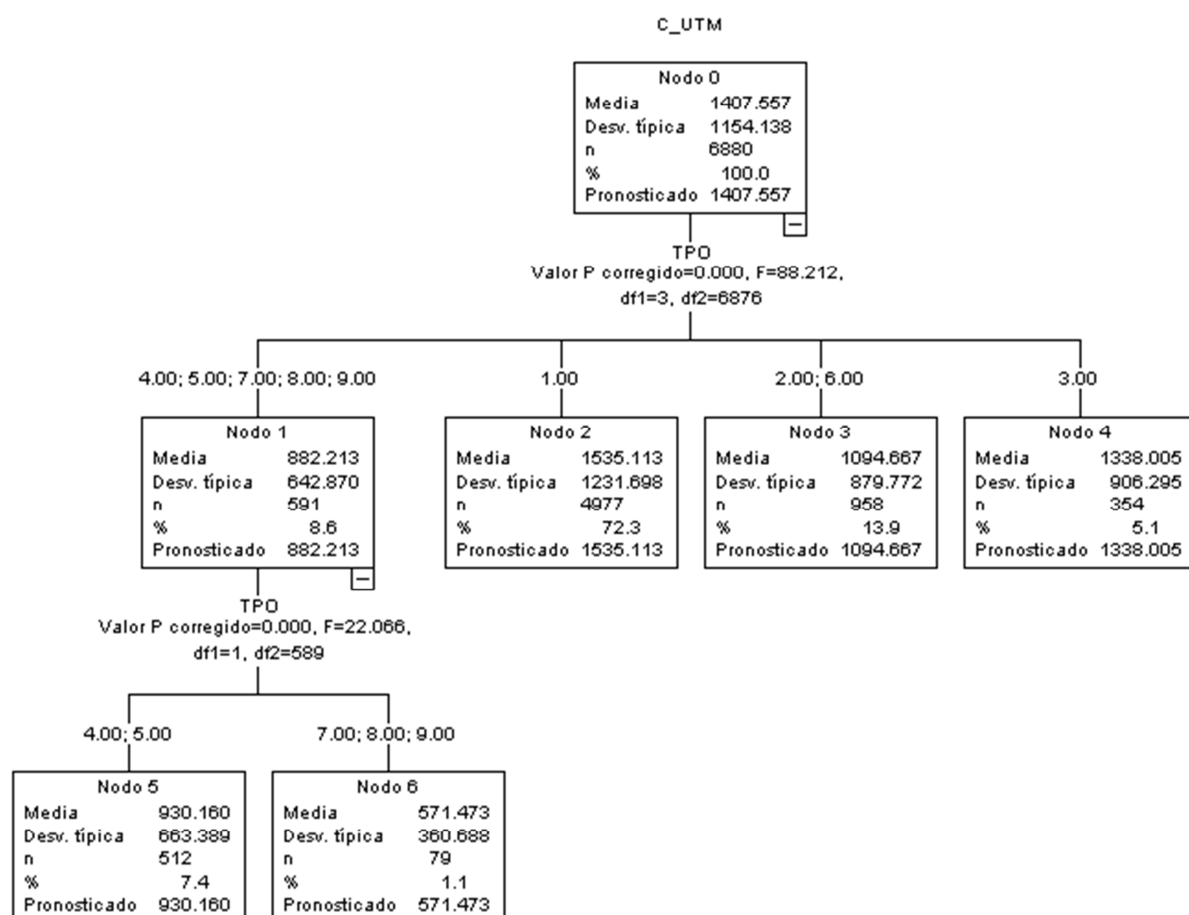 C_UTM
Nodo 0
Media 1407.557
Desv. típica 1154.138
n 6880
% 100.0
Pronosticado 1407.557
TPO
Valor P corregido=0.000, F=88.212,
df1=3, df2=6876
4.00; 5.00; 7.00; 8.00; 9.00
1.00
2.00; 6.00
3.00
Nodo 1
Media 882.213
Desv. típica 642.870
n 591
% 8.6
Pronosticado 882.213
Nodo 2
Media 1535.113
Desv. típica 1231.698
n 4977
% 72.3
Pronosticado 1535.113
Nodo 3
Media 1094.667
Desv. típica 879.772
n 958
% 13.9
Pronosticado 1094.667
Nodo 4
Media 1338.005
Desv. típica 906.295
n 354
% 5.1
Pronosticado 1338.005
TPO
Valor P corregido=0.000, F=22.066,
df1=1, df2=589
4.00; 5.00
7.00; 8.00; 9.00
Nodo 5
Media 930.160
Desv. típica 663.389
n 512
% 7.4
Pronosticado 930.160
Nodo 6
Media 571.473
Desv. típica 360.688
n 79
% 1.1
Pronosticado 571.473